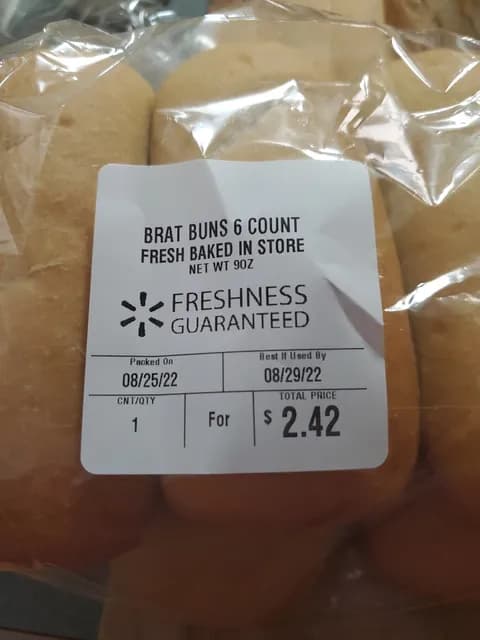 BRAT BUNS 6 COUNT
FRESH BAKED IN STORE
NET WT 9OZ
FRESHNESS
GUARANTEED
Packed On
Best If Used By
08/25/22
08/29/22
CNT/QTY
TOTAL PRICE
1
For
$ 2.42